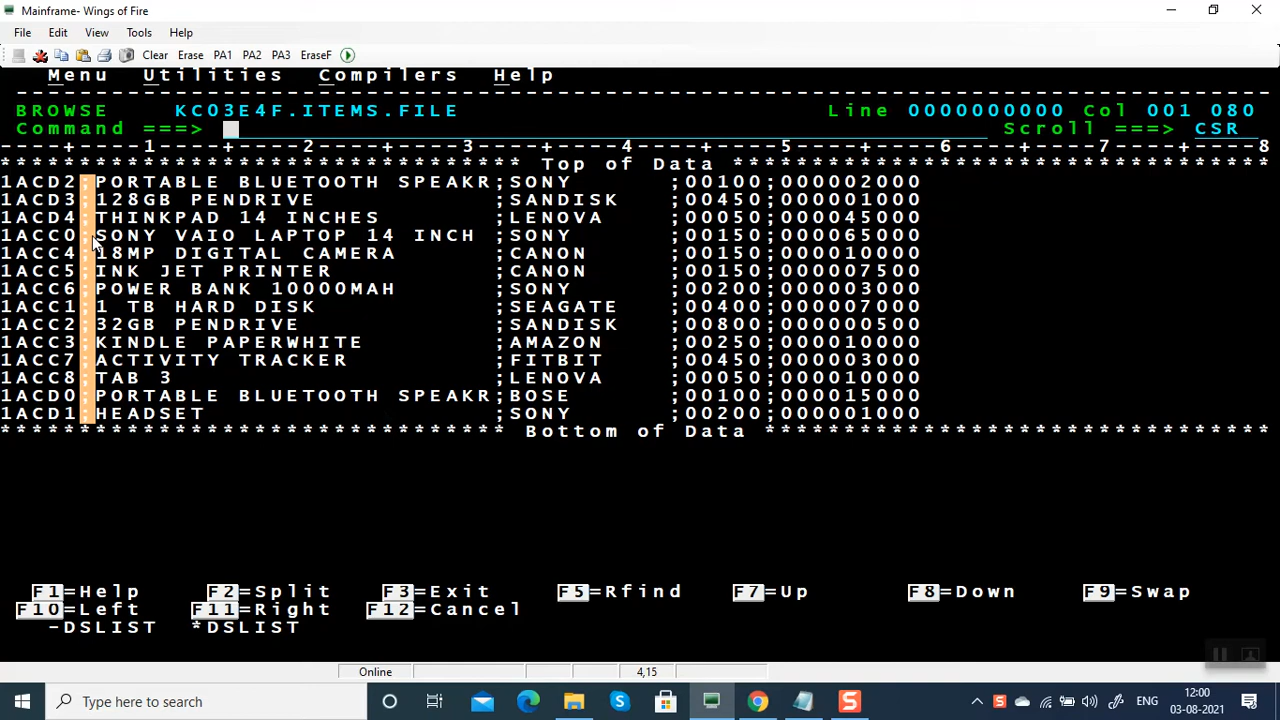 Mainframe- Wings of Fire
File Edit View Tools Help
Clear Erase PA1 PA2 PA3 EraseF
Menu Utilities Compilers Help
BROWSE KC03E4F.ITEMS.FILE Line 0000000000 Col 001 080
Command ===> Scroll ===> CSR
----+----1----+----2----+----3----+----4----+----5----+----6----+----7----+----8
********************************* Top of Data **********************************
1ACD2;PORTABLE BLUETOOTH SPEAKR;SONY ;00100;000002000
1ACD3;128GB PENDRIVE ;SANDISK ;00450;000001000
1ACD4;THINKPAD 14 INCHES ;LENOVA ;00050;000045000
1ACC0;SONY VAIO LAPTOP 14 INCH ;SONY ;00150;000065000
1ACC4;18MP DIGITAL CAMERA ;CANON ;00150;000010000
1ACC5;INK JET PRINTER ;CANON ;00150;000007500
1ACC6;POWER BANK 10000MAH ;SONY ;00200;000003000
1ACC1;1 TB HARD DISK ;SEAGATE ;00400;000007000
1ACC2;32GB PENDRIVE ;SANDISK ;00800;000000500
1ACC3;KINDLE PAPERWHITE ;AMAZON ;00250;000010000
1ACC7;ACTIVITY TRACKER ;FITBIT ;00450;000003000
1ACC8;TAB 3 ;LENOVA ;00050;000010000
1ACD0;PORTABLE BLUETOOTH SPEAKR;BOSE ;00100;000015000
1ACD1;HEADSET ;SONY ;00200;000001000
******************************** Bottom of Data ********************************
F1=Help F2=Split F3=Exit F5=Rfind F7=Up F8=Down F9=Swap
F10=Left F11=Right F12=Cancel
-DSLIST *DSLIST
Online 4,15
Type here to search ENG 12:00
03-08-2021